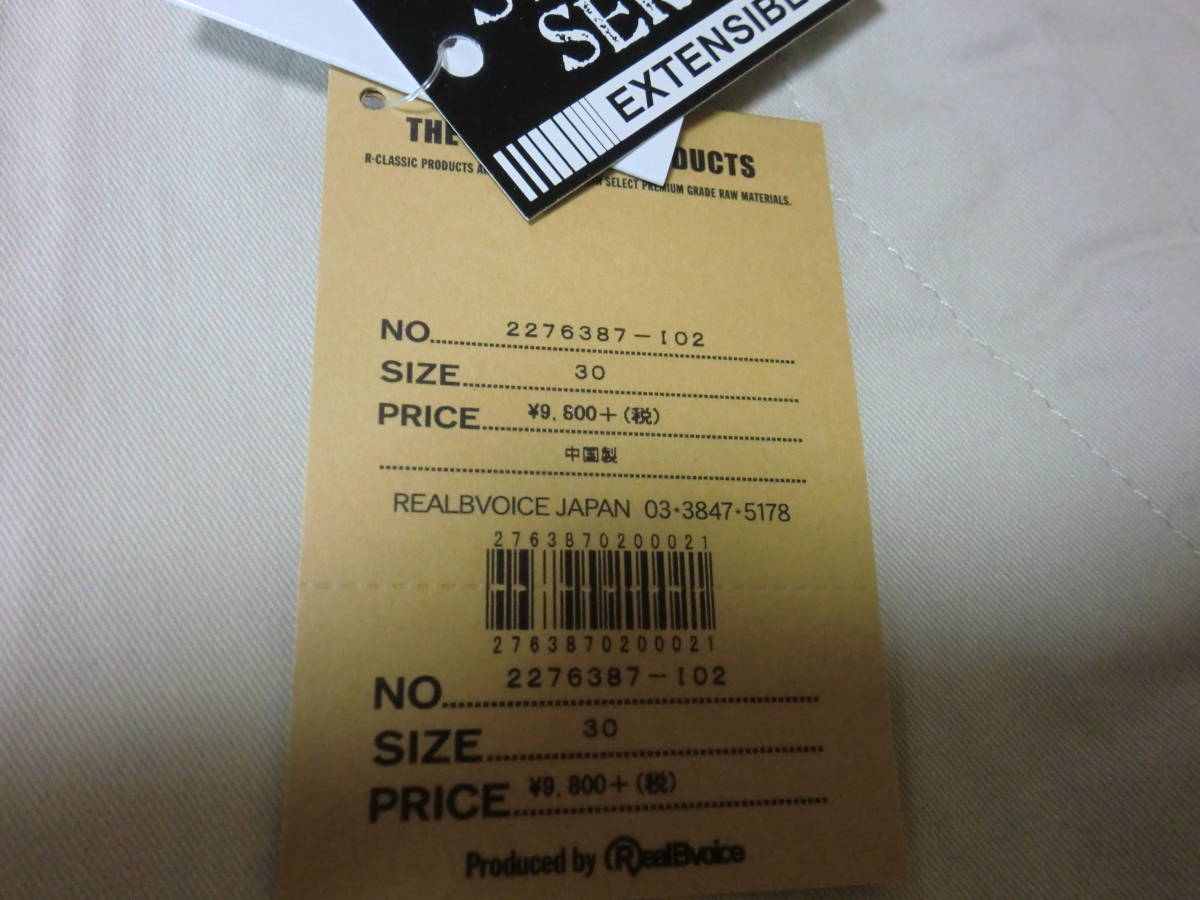 SER
EXTENSIBLE
THE
DUCTS
R-CLASSIC PRODUCTS
SELECT PREMIUM GRADE RAW MATERIALS.
NO. 2276387-I02
SIZE 30
PRICE ¥9,800+(税)
中国製
REALBVOICE JAPAN 03*3847*5178
2763870200021
2763870200021
NO. 2276387-I02
SIZE 30
PRICE ¥9,800+(税)
Produced by RealBvoice